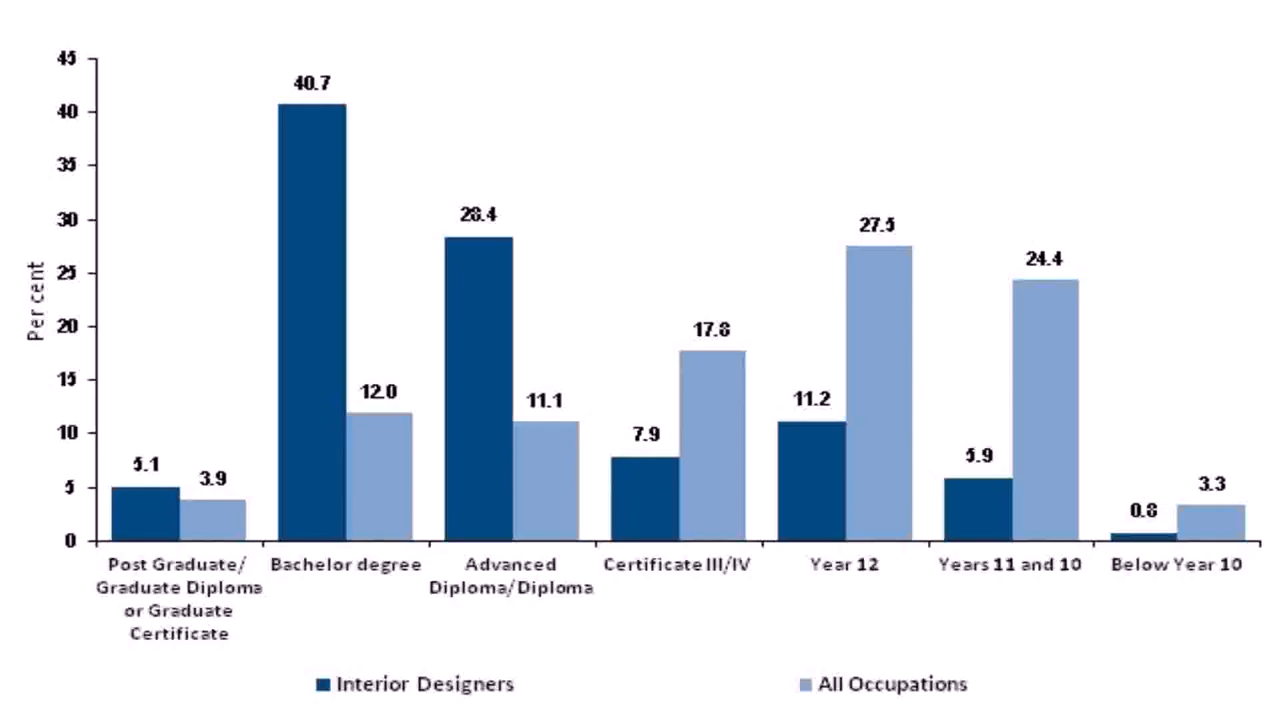 45
40.7
40
35
28.4
30
27.5
24.4
25
Per cent
20
17.8
15
12.0
11.1
11.2
10
7.9
5.1
3.9
5.9
5
3.3
0.8
0
Post Graduate/
Graduate Diploma
or Graduate
Certificate
Bachelor degree
Advanced
Diploma/Diploma
Certificate III/IV
Year 12
Years 11 and 10
Below Year 10
Interior Designers
All Occupations